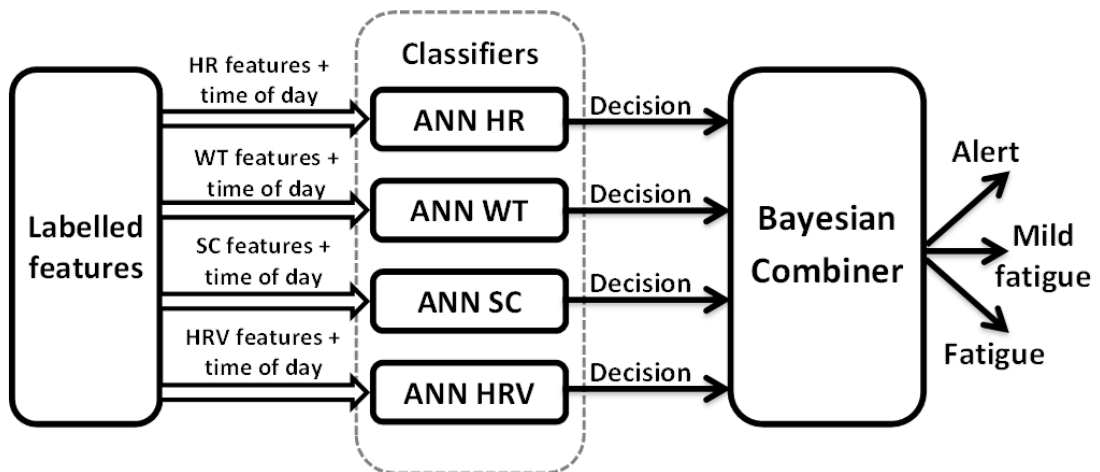 Labelled
features
HR features +
time of day
WT features +
time of day
SC features +
time of day
HRV features +
time of day
Classifiers
ANN HR
ANN WT
ANN SC
ANN HRV
Decision
Decision
Decision
Decision
Bayesian
Combiner
Alert
Mild
fatigue
Fatigue